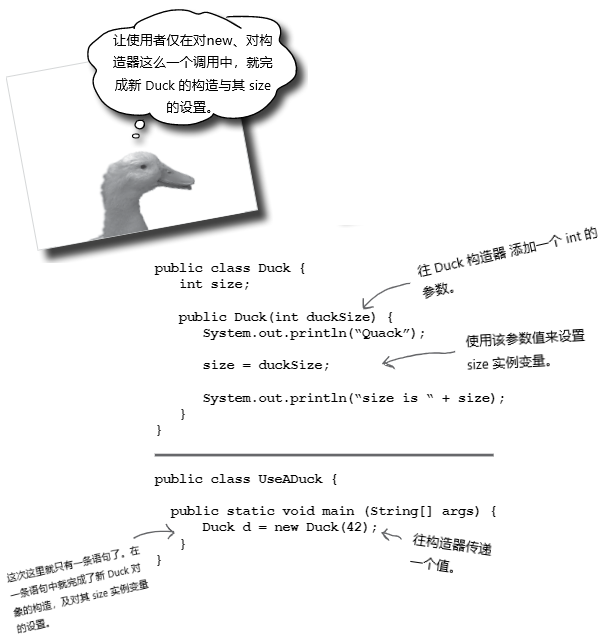 让使用者仅在对new、对构
造器这么一个调用中，就完
成新 Duck 的构造与其 size
的设置。
public class Duck {
int size;
往 Duck 构造器 添加一个 int 的
参数。
public Duck(int duckSize) {
System.out.println(“Quack”);
使用该参数值来设置
size 实例变量。
size = duckSize;
System.out.println(“size is “ + size);
}
}
public class UseADuck {
public static void main (String[] args) {
Duck d = new Duck(42);
}
}
往构造器传递
一个值。
这次这里就只有一条语句了。在
一条语句中就完成了新 Duck 对
象的构造，及对其 size 实例变量
的设置。